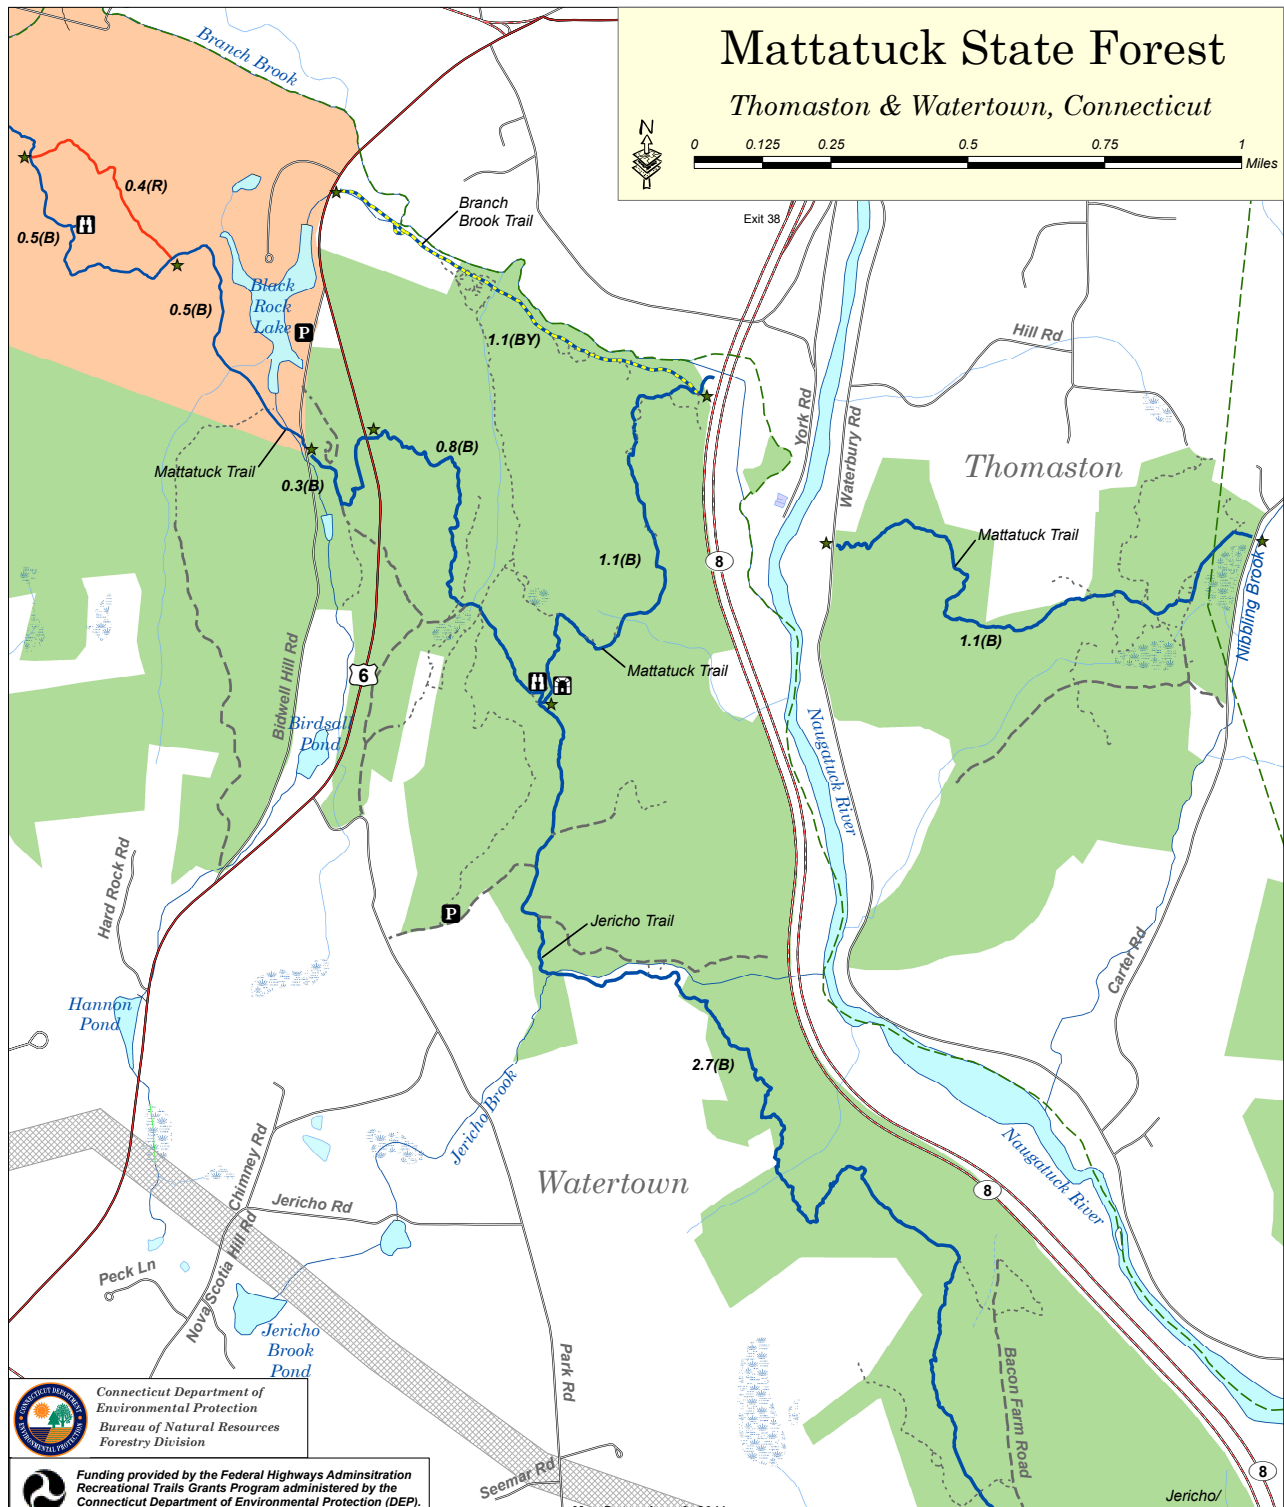 Mattatuck State Forest
Thomaston & Watertown, Connecticut
N
0 0.125 0.25 0.5 0.75 1
Miles
Branch Brook
0.4(R)
0.5(B)
Branch
Brook Trail
Exit 38
Black
Rock
Lake
0.5(B)
P
1.1(BY)
Hill Rd
York Rd
Waterbury Rd
Mattatuck Trail
0.8(B)
0.3(B)
Thomaston
Mattatuck Trail
1.1(B)
8
1.1(B)
Nibbling Brook
Bidwell Hill Rd
Mattatuck Trail
6
Birdsall
Pond
Naugatuck River
Hard Rock Rd
P
Jericho Trail
Carter Rd
Hannon
Pond
2.7(B)
Jericho Brook
Chimney Rd
Naugatuck River
Watertown
8
Jericho Rd
Peck Ln
Nova Scotia Hill Rd
Jericho
Brook
Pond
Park Rd
Bacon Farm Road
CONNECTICUT DEPARTMENT
ENVIRONMENTAL PROTECTION
Connecticut Department of
Environmental Protection
Bureau of Natural Resources
Forestry Division
Seemar Rd
8
Funding provided by the Federal Highways Adminsitration
Recreational Trails Grants Program administered by the
Connecticut Department of Environmental Protection (DEP).
Jericho/